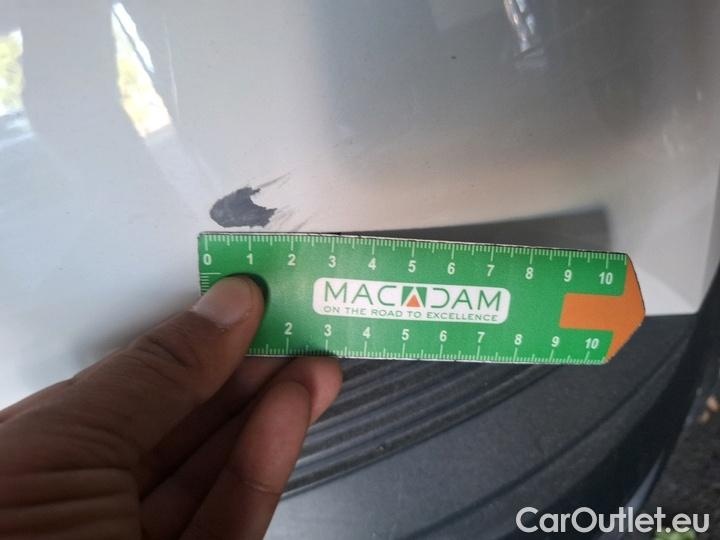 0 1 2 3 4 5 6 7 8 9 10
MACADAM
ON THE ROAD TO EXCELLENCE
2 3 4 5 6 7 8 9 10
CarOutlet.eu